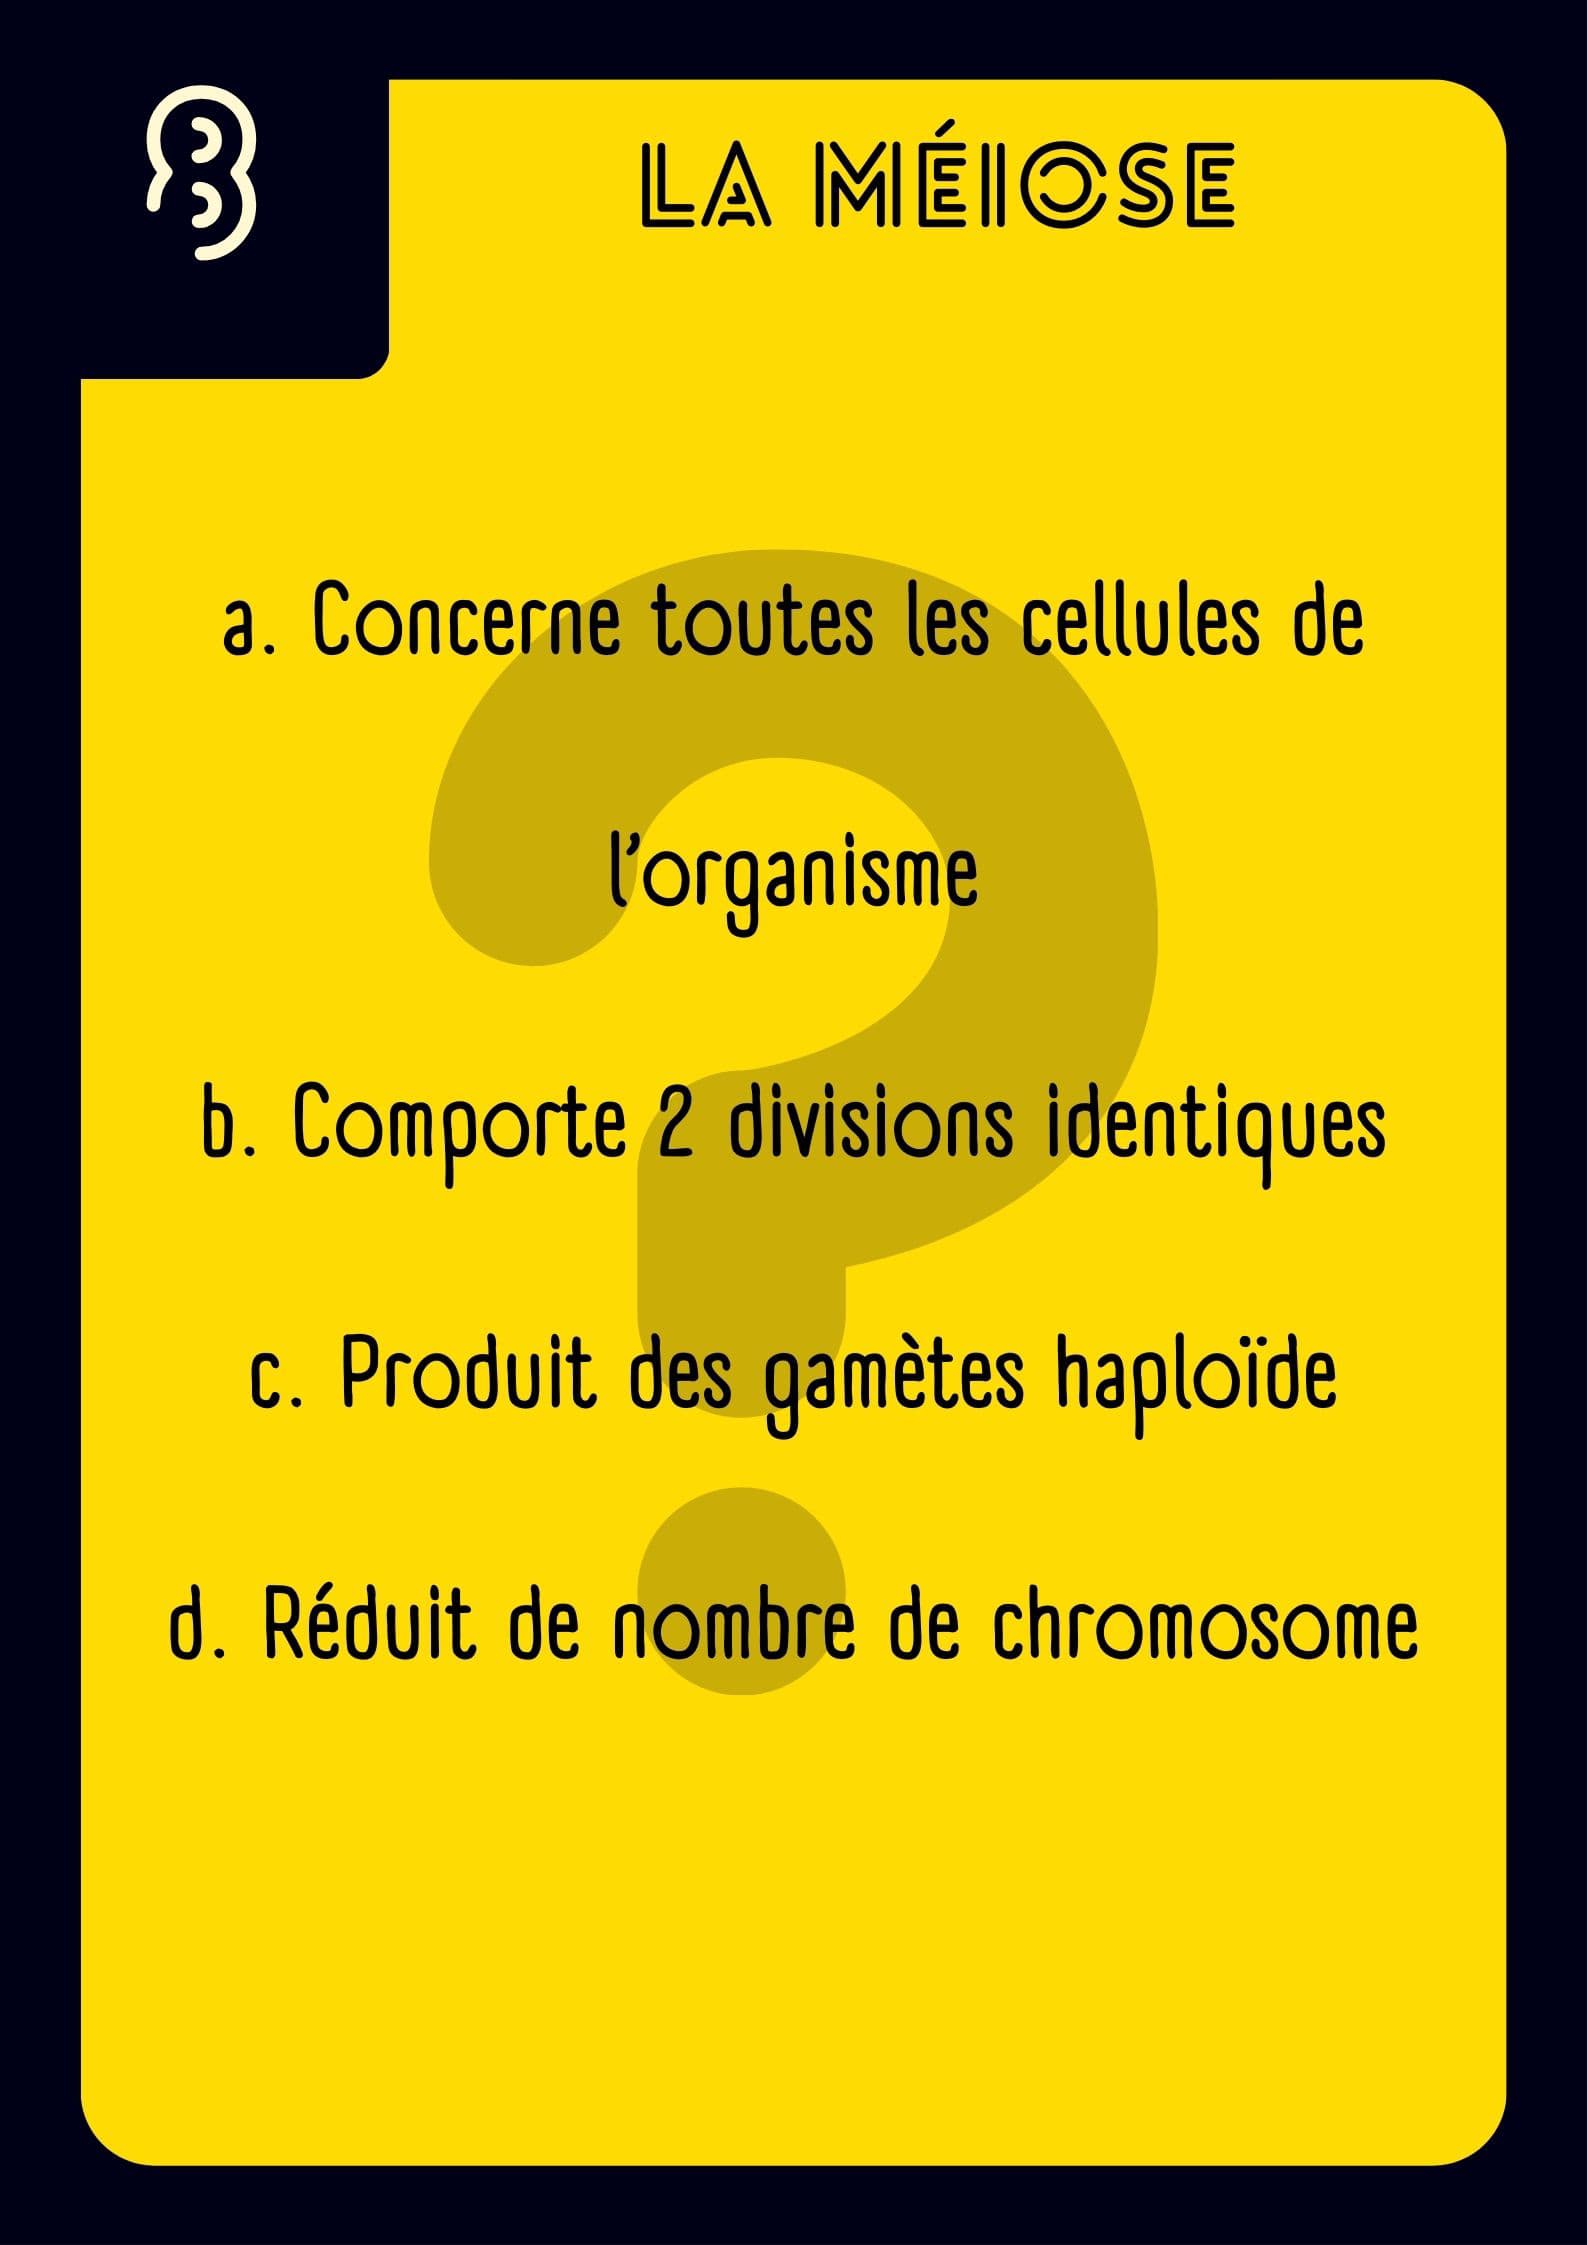 LA MÉIOSE
a. Concerne toutes les cellules de
l'organisme
b. Comporte 2 divisions identiques
c. Produit des gamètes haploïde
d. Réduit de nombre de chromosome
?